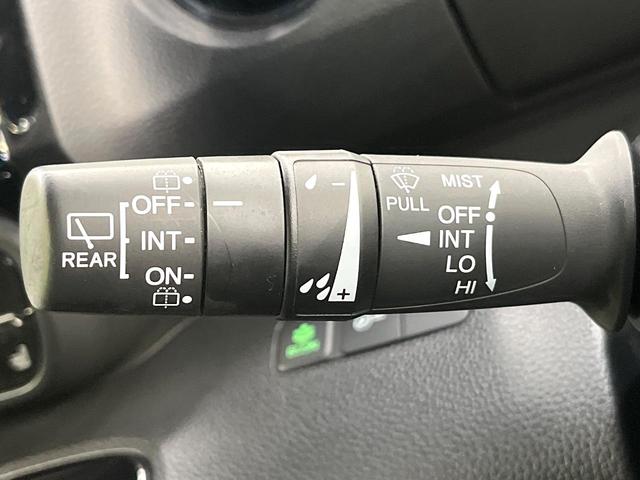 REAR
OFF
INT
ON
−
+
PULL
MIST
OFF
INT
LO
HI